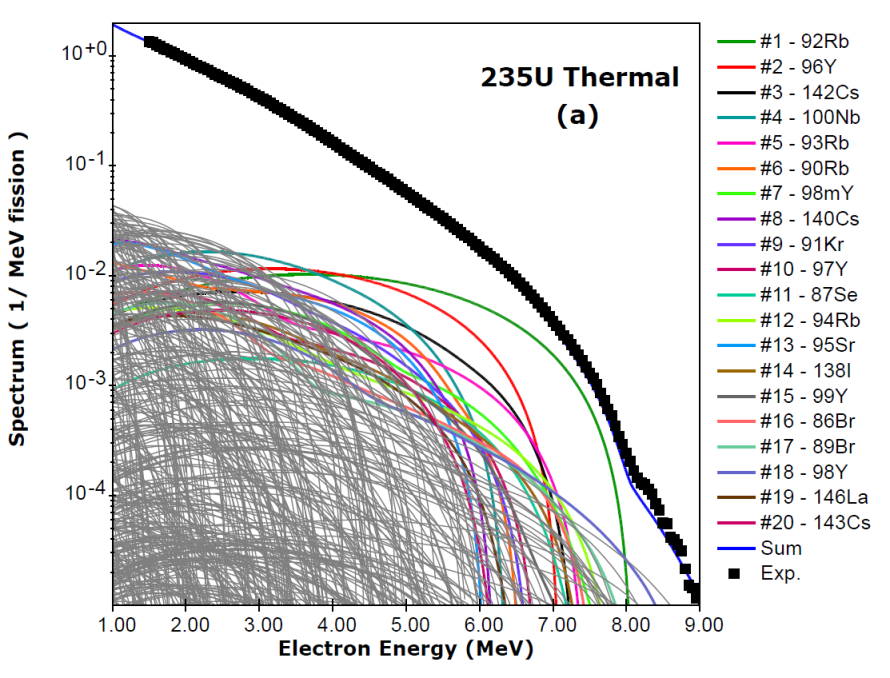 235U Thermal
(a)
Spectrum ( 1/ MeV fission )
10+0
10-1
10-2
10-3
10-4
1.00 2.00 3.00 4.00 5.00 6.00 7.00 8.00 9.00
Electron Energy (MeV)
#1 - 92Rb
#2 - 96Y
#3 - 142Cs
#4 - 100Nb
#5 - 93Rb
#6 - 90Rb
#7 - 98mY
#8 - 140Cs
#9 - 91Kr
#10 - 97Y
#11 - 87Se
#12 - 94Rb
#13 - 95Sr
#14 - 138I
#15 - 99Y
#16 - 86Br
#17 - 89Br
#18 - 98Y
#19 - 146La
#20 - 143Cs
Sum
Exp.